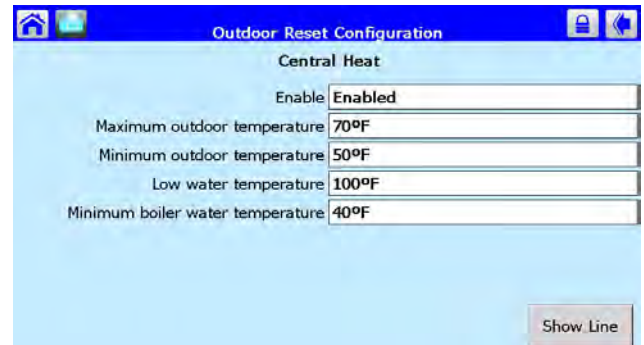 Outdoor Reset Configuration
Central Heat
Enable Enabled
Maximum outdoor temperature 70ºF
Minimum outdoor temperature 50ºF
Low water temperature 100ºF
Minimum boiler water temperature 40ºF
Show Line